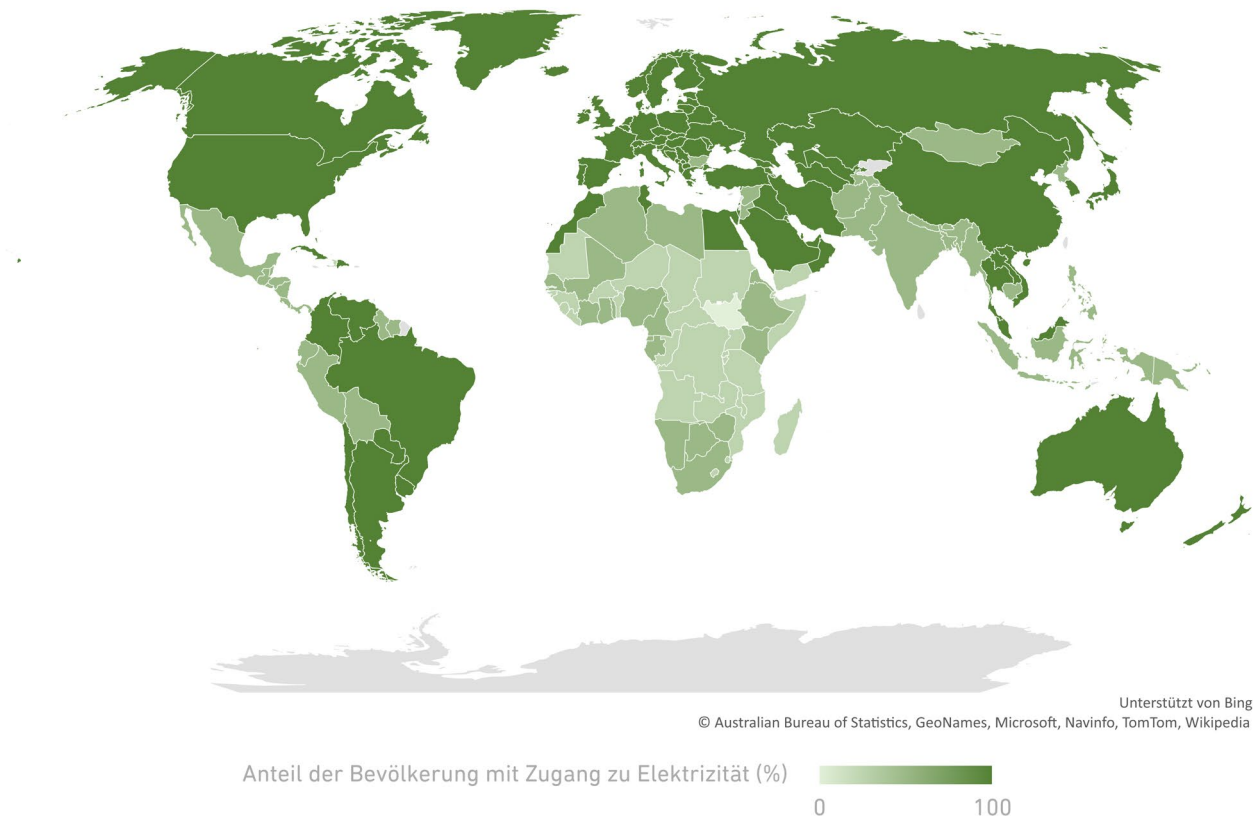 Unterstützt von Bing
© Australian Bureau of Statistics, GeoNames, Microsoft, Navinfo, TomTom, Wikipedia
Anteil der Bevölkerung mit Zugang zu Elektrizität (%)
0 100